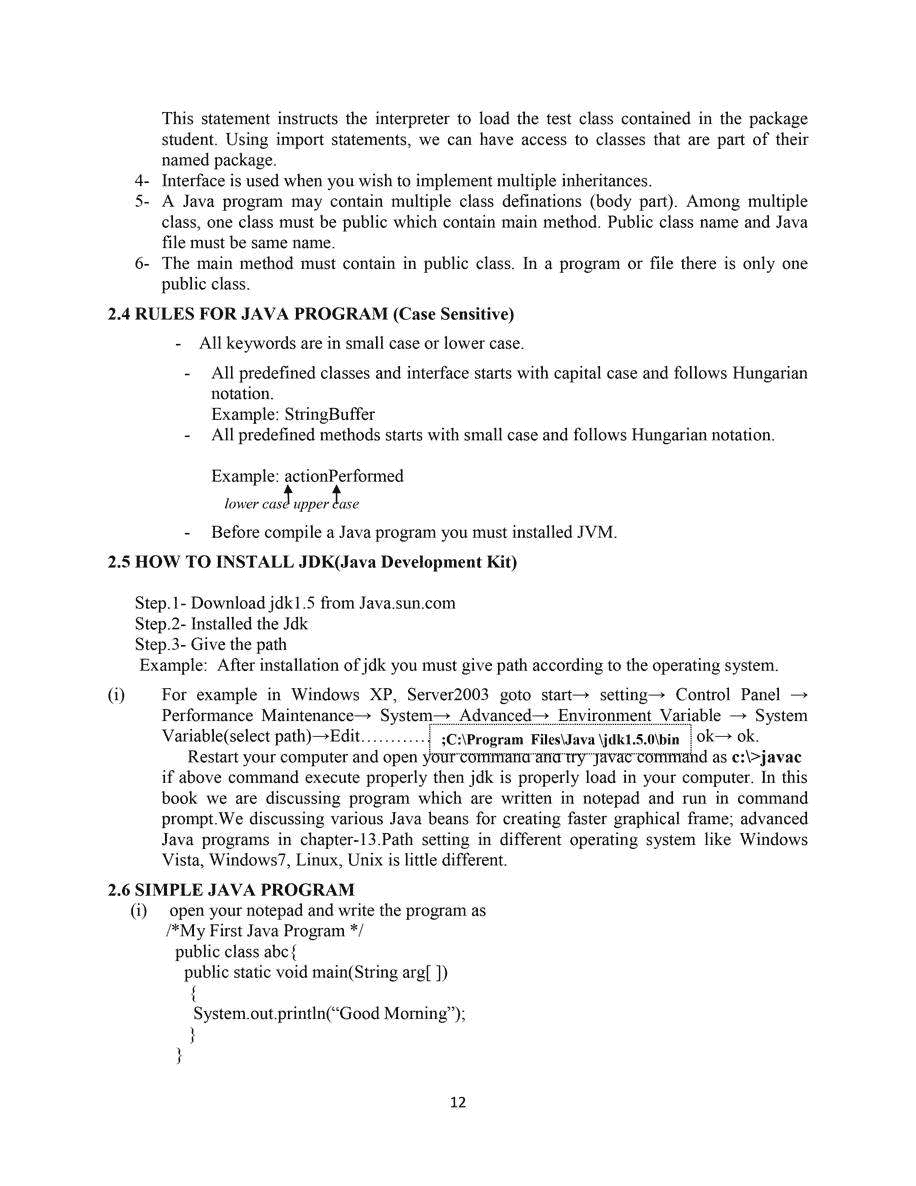 This statement instructs the interpreter to load the test class contained in the package
student. Using import statements, we can have access to classes that are part of their
named package.
4- Interface is used when you wish to implement multiple inheritances.
5- A Java program may contain multiple class definations (body part). Among multiple
class, one class must be public which contain main method. Public class name and Java
file must be same name.
6- The main method must contain in public class. In a program or file there is only one
public class.
2.4 RULES FOR JAVA PROGRAM (Case Sensitive)
- All keywords are in small case or lower case.
- All predefined classes and interface starts with capital case and follows Hungarian
notation.
Example: StringBuffer
- All predefined methods starts with small case and follows Hungarian notation.
Example: actionPerformed
lower case upper case
- Before compile a Java program you must installed JVM.
2.5 HOW TO INSTALL JDK(Java Development Kit)
Step.1- Download jdk1.5 from Java.sun.com
Step.2- Installed the Jdk
Step.3- Give the path
Example: After installation of jdk you must give path according to the operating system.
(i) For example in Windows XP, Server2003 goto start→ setting→ Control Panel →
Performance Maintenance→ System→ Advanced→ Environment Variable → System
Variable(select path)→Edit………… ;C:\Program Files\Java \jdk1.5.0\bin ok→ ok.
Restart your computer and open your command and try javac command as c:\>javac
if above command execute properly then jdk is properly load in your computer. In this
book we are discussing program which are written in notepad and run in command
prompt.We discussing various Java beans for creating faster graphical frame; advanced
Java programs in chapter-13.Path setting in different operating system like Windows
Vista, Windows7, Linux, Unix is little different.
2.6 SIMPLE JAVA PROGRAM
(i) open your notepad and write the program as
/*My First Java Program */
public class abc{
public static void main(String arg[ ])
{
System.out.println(“Good Morning”);
}
}
12